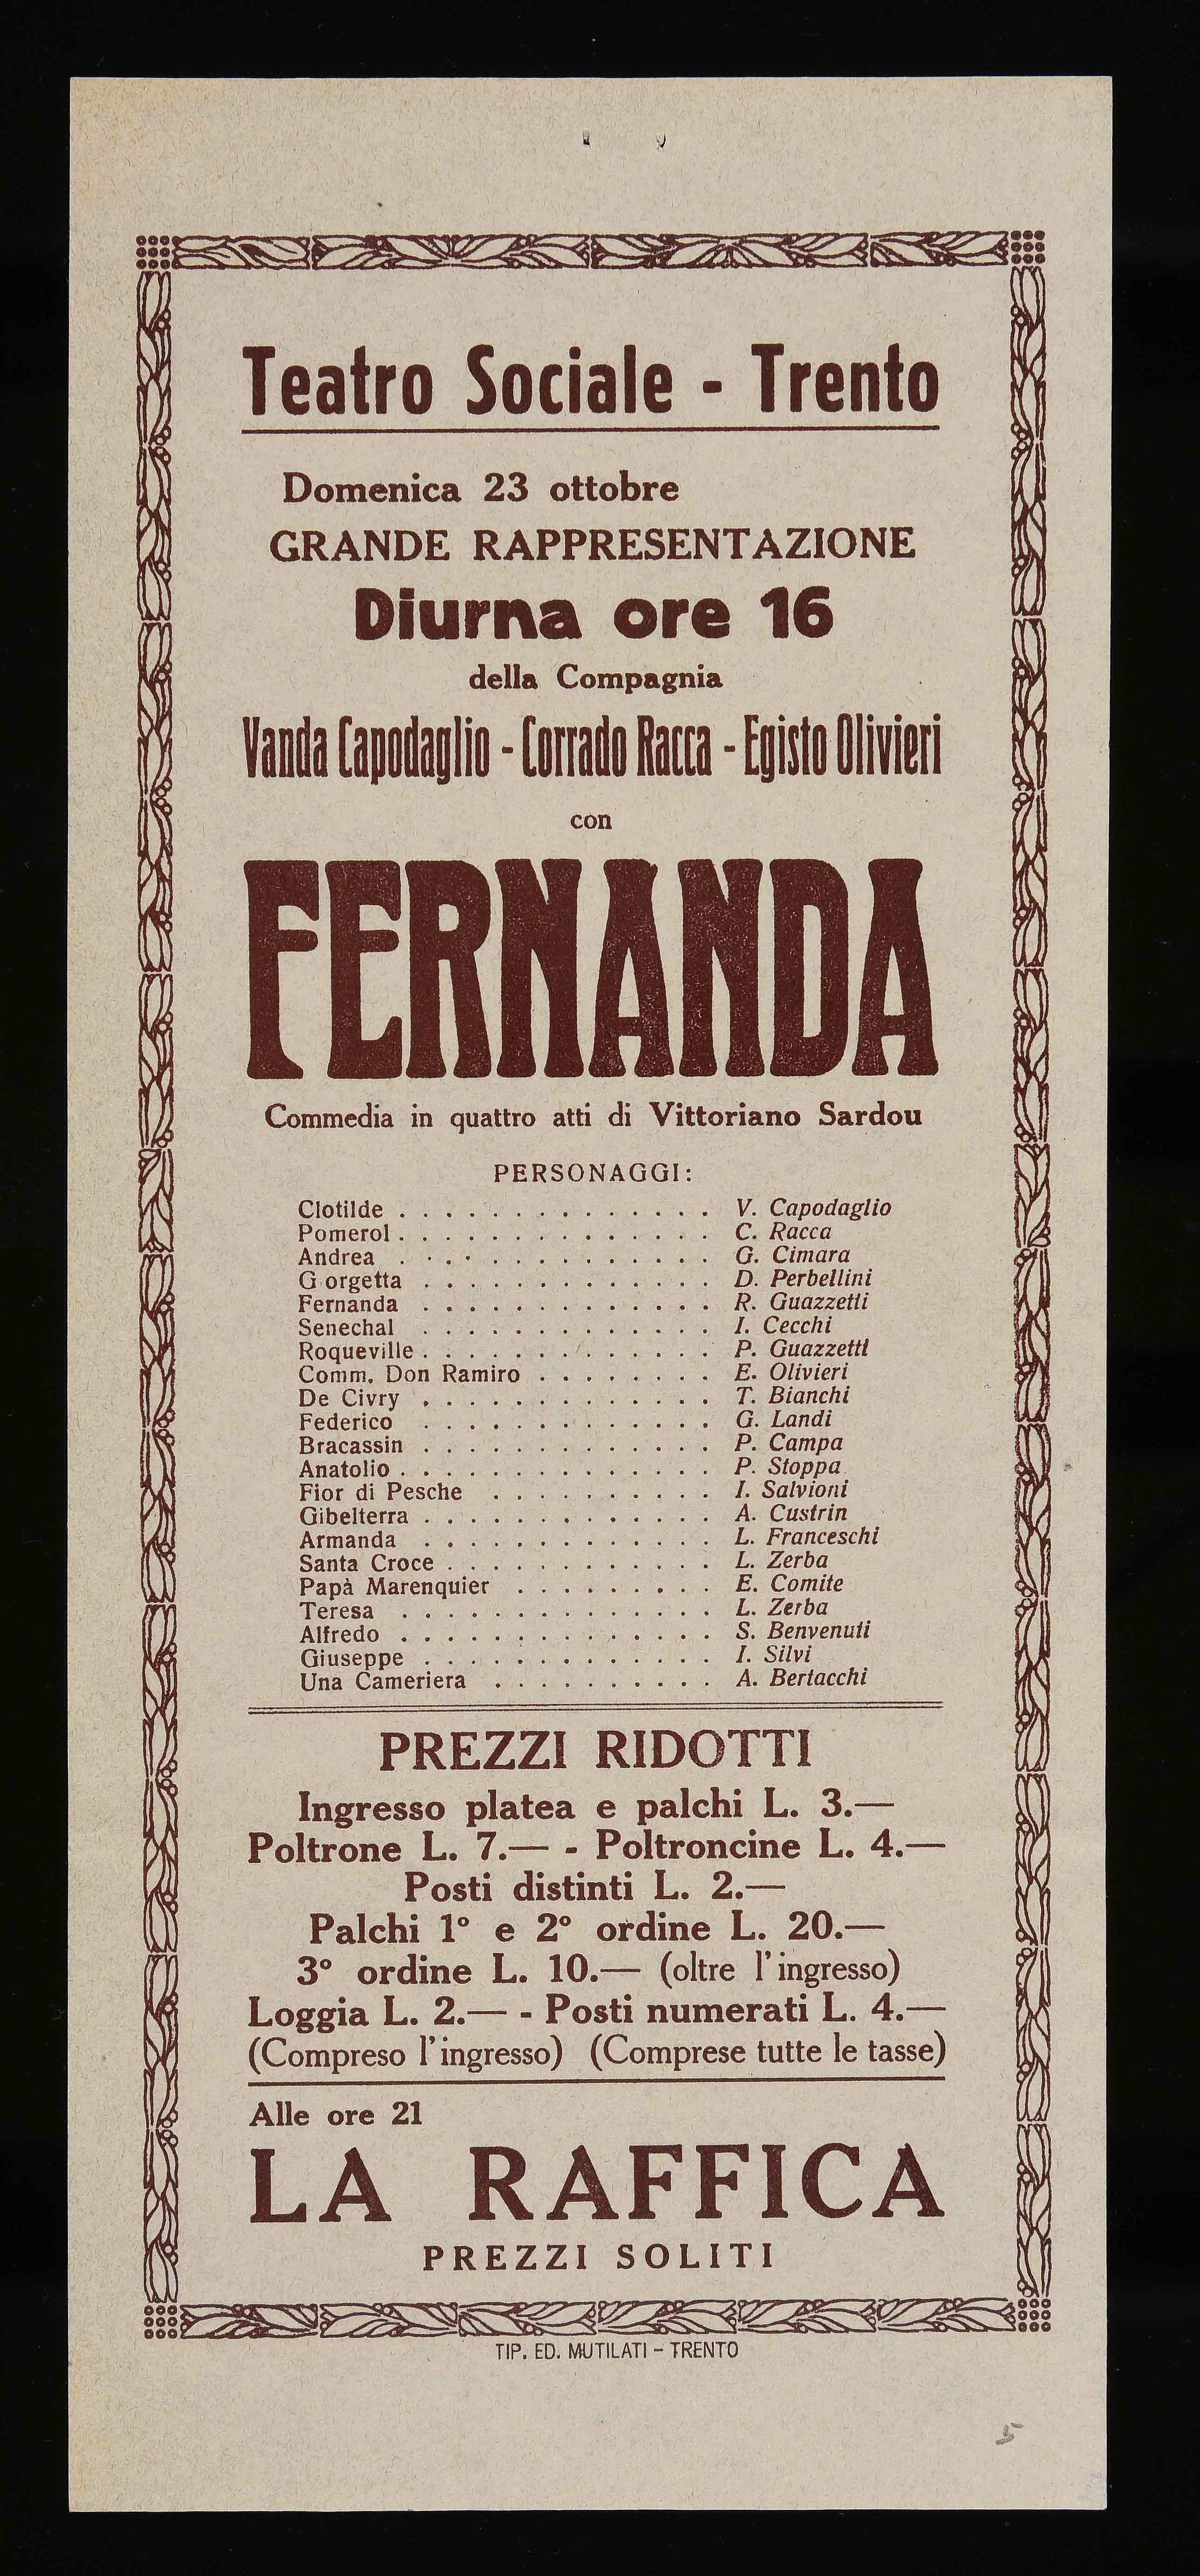 Teatro Sociale - Trento
Domenica 23 ottobre
GRANDE RAPPRESENTAZIONE
Diurna ore 16
della Compagnia
Vanda Capodaglio - Corrado Racca - Egisto Olivieri
con
FERNANDA
Commedia in quattro atti di Vittoriano Sardou
PERSONAGGI:
Clotilde . . . . . . . . . . . . . . V. Capodaglio
Pomerol . . . . . . . . . . . . . . C. Racca
Andrea . . . . . . . . . . . . . . G. Cimara
G orgetta . . . . . . . . . . . . . D. Perbellini
Fernanda . . . . . . . . . . . . . R. Guazzetti
Senechal . . . . . . . . . . . . . I. Cecchi
Roqueville . . . . . . . . . . . . . P. Guazzetti
Comm. Don Ramiro . . . . . . . . E. Olivieri
De Civry . . . . . . . . . . . . . T. Bianchi
Federico . . . . . . . . . . . . . G. Landi
Bracassin . . . . . . . . . . . . . P. Campa
Anatolio . . . . . . . . . . . . . . P. Stoppa
Fior di Pesche . . . . . . . . . . I. Salvioni
Gibelterra . . . . . . . . . . . . . A. Custrin
Armanda . . . . . . . . . . . . . L. Franceschi
Santa Croce . . . . . . . . . . . . L. Zerba
Papà Marenquier . . . . . . . . . E. Comite
Teresa . . . . . . . . . . . . . . L. Zerba
Alfredo . . . . . . . . . . . . . . S. Benvenuti
Giuseppe . . . . . . . . . . . . . I. Silvi
Una Cameriera . . . . . . . . . . A. Bertacchi
PREZZI RIDOTTI
Ingresso platea e palchi L. 3.—
Poltrone L. 7.— - Poltroncine L. 4.—
Posti distinti L. 2.—
Palchi 1° e 2° ordine L. 20.—
3° ordine L. 10.— (oltre l'ingresso)
Loggia L. 2.— - Posti numerati L. 4.—
(Compreso l'ingresso) (Comprese tutte le tasse)
Alle ore 21
LA RAFFICA
PREZZI SOLITI
TIP. ED. MUTILATI - TRENTO
5